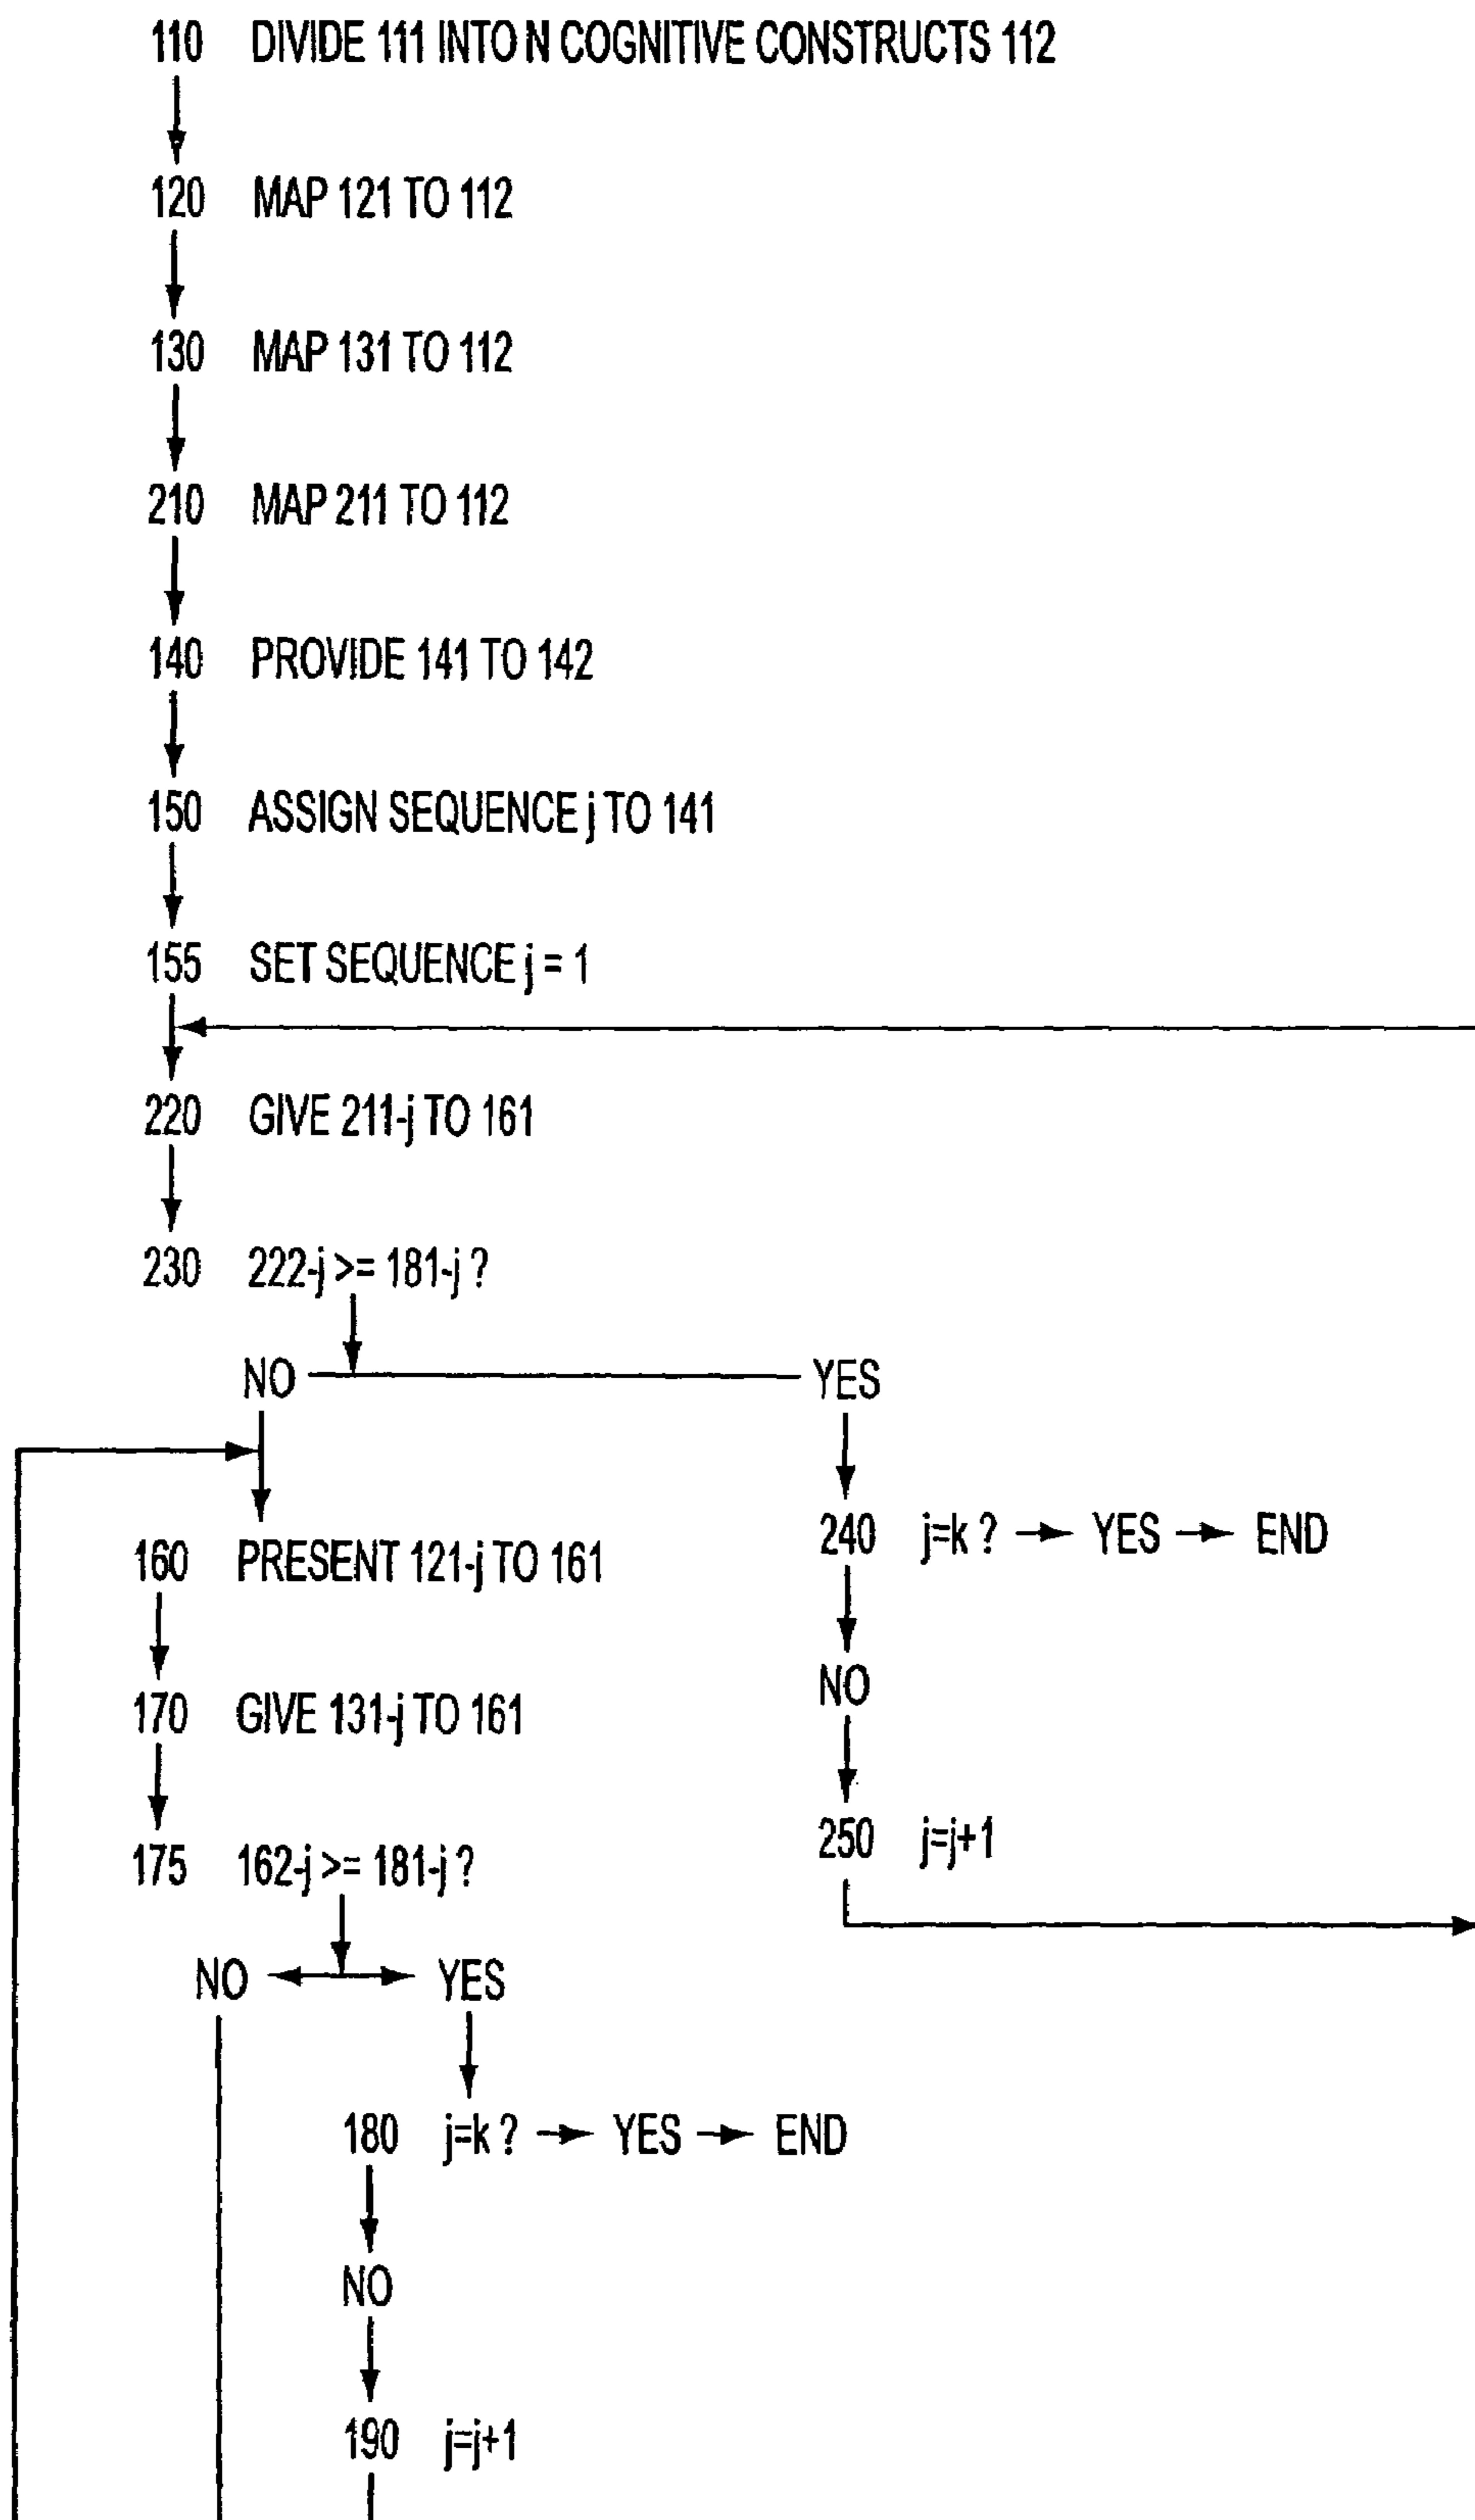 110 DIVIDE 111 INTO N COGNITIVE CONSTRUCTS 112
120 MAP 121 TO 112
130 MAP 131 TO 112
210 MAP 211 TO 112
140 PROVIDE 141 TO 142
150 ASSIGN SEQUENCE j TO 141
155 SET SEQUENCE j = 1
220 GIVE 211-j TO 161
230 222-j >= 181-j ?
NO YES
240 j=k ? YES END
160 PRESENT 121-j TO 161
NO
170 GIVE 131-j TO 161
250 j=j+1
175 162-j >= 181-j ?
NO YES
180 j=k ? YES END
NO
190 j=j+1